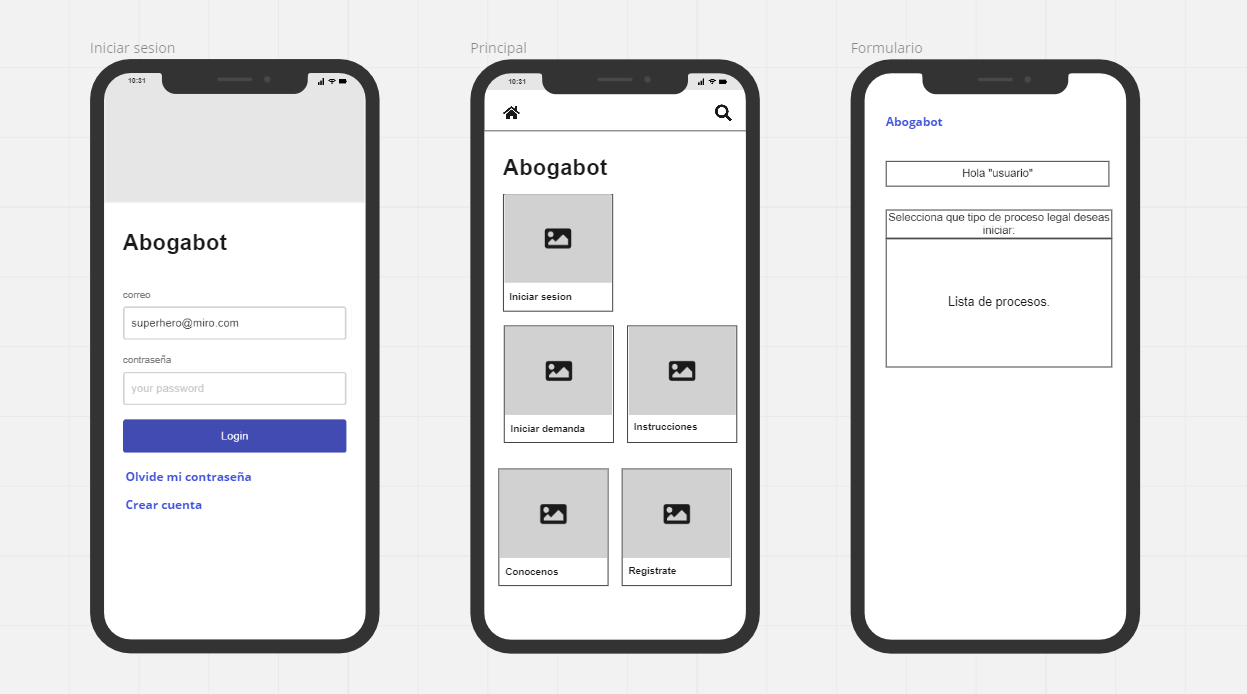 Iniciar sesion
10:31
Abogabot
correo
superhero@miro.com
contraseña
your password
Login
Olvide mi contraseña
Crear cuenta
Principal
10:31
Abogabot
Iniciar sesion
Iniciar demanda
Instrucciones
Conocenos
Registrate
Formulario
Abogabot
Hola "usuario"
Selecciona que tipo de proceso legal deseas
iniciar:
Lista de procesos.